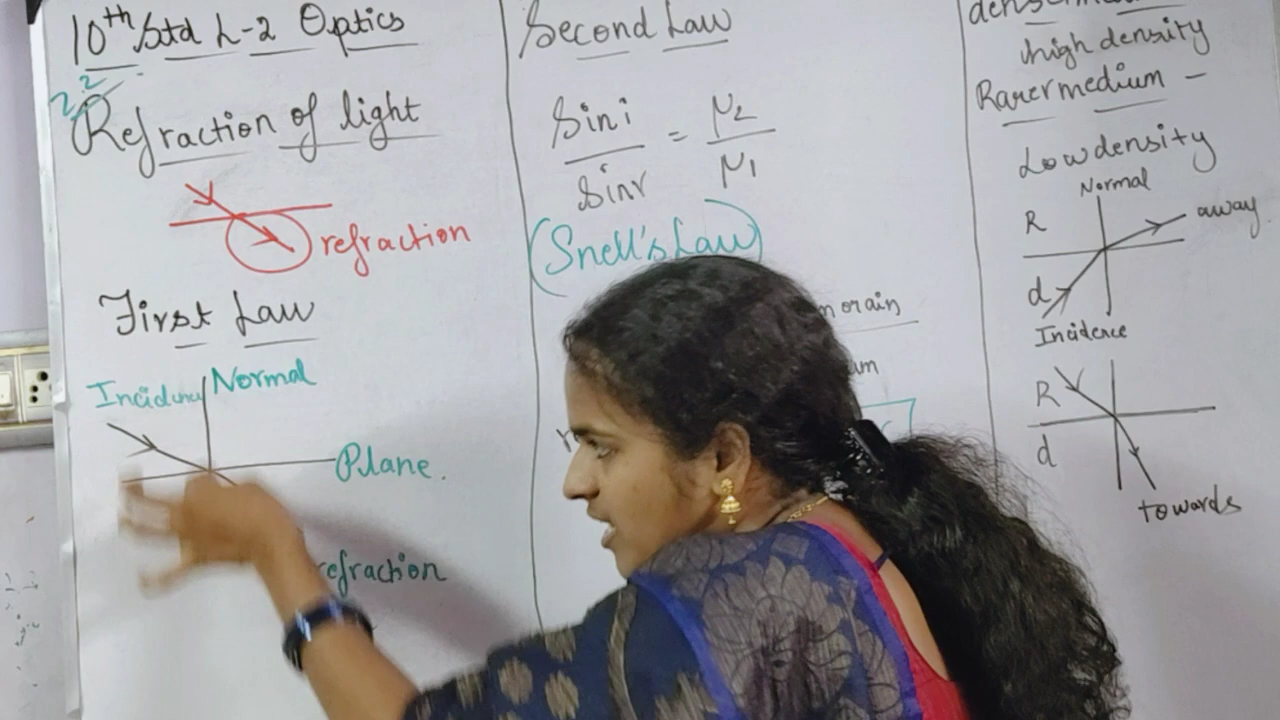 10th Std L-2 Optics
Refraction of light
refraction
First Law
Incidence Normal
Plane.
refraction
Second Law
Sin i
Sin r
=
μ2
μ1
(Snell's Law)
high density
Rarer medium -
Low density
Normal
R
away
d
Incidence
R
d
towards